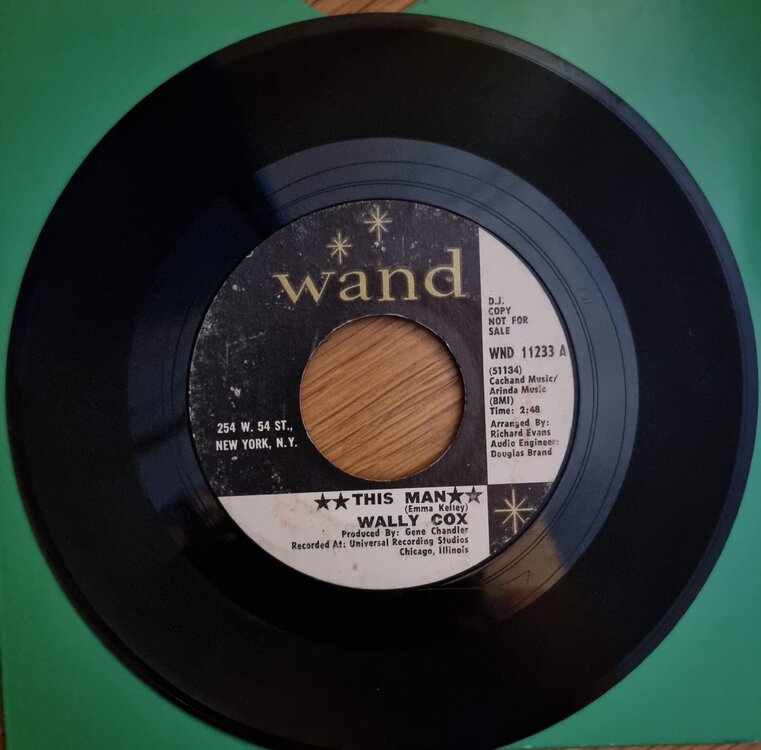 wand
D.J.
COPY
NOT FOR
SALE
WND 11233 A
(51134)
Cachand Music/
Arinda Music
(BMI)
Time: 2:48
Arranged By:
Richard Evans
Audio Engineer:
Douglas Brand
254 W. 54 ST.,
NEW YORK, N.Y.
★★THIS MAN★★
(Emma Kelley)
WALLY COX
Produced By: Gene Chandler
Recorded At: Universal Recording Studios
Chicago, Illinois